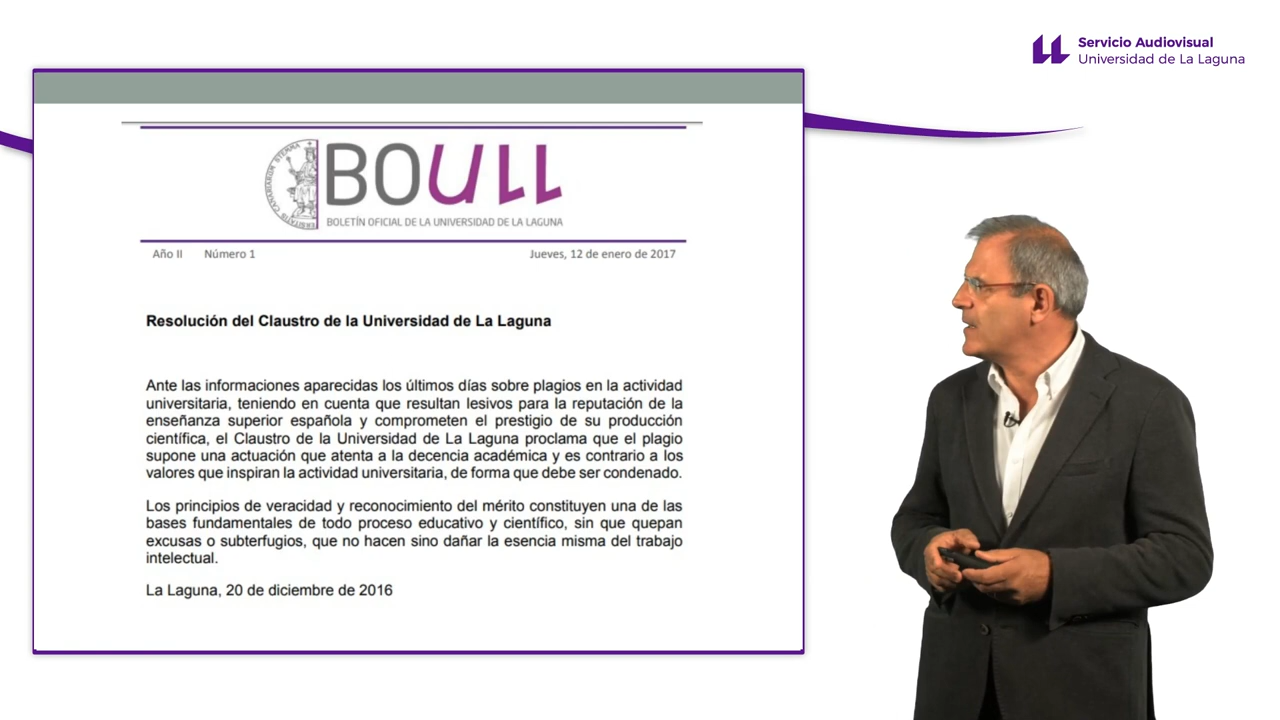 Servicio Audiovisual
Universidad de La Laguna
BOULL
BOLETÍN OFICIAL DE LA UNIVERSIDAD DE LA LAGUNA
Año II Número 1 Jueves, 12 de enero de 2017
Resolución del Claustro de la Universidad de La Laguna
Ante las informaciones aparecidas los últimos días sobre plagios en la actividad
universitaria, teniendo en cuenta que resultan lesivos para la reputación de la
enseñanza superior española y comprometen el prestigio de su producción
científica, el Claustro de la Universidad de La Laguna proclama que el plagio
supone una actuación que atenta a la decencia académica y es contrario a los
valores que inspiran la actividad universitaria, de forma que debe ser condenado.
Los principios de veracidad y reconocimiento del mérito constituyen una de las
bases fundamentales de todo proceso educativo y científico, sin que quepan
excusas o subterfugios, que no hacen sino dañar la esencia misma del trabajo
intelectual.
La Laguna, 20 de diciembre de 2016